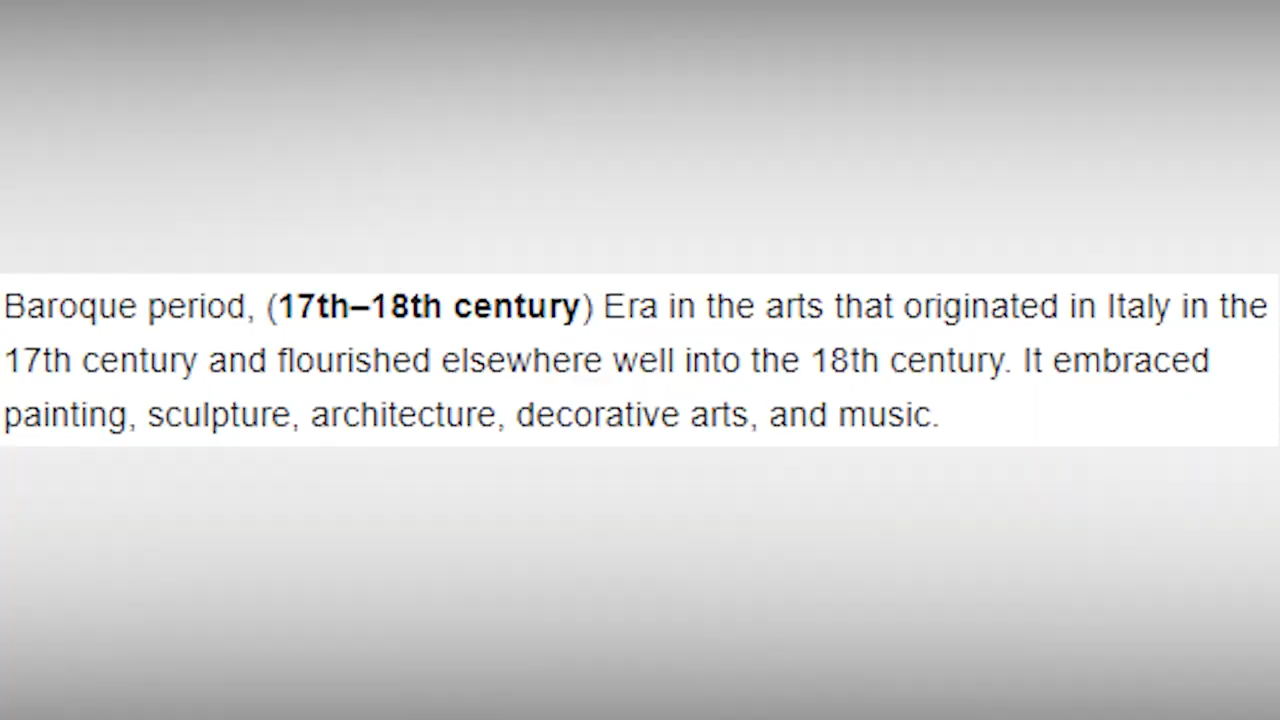 Baroque period, (17th–18th century) Era in the arts that originated in Italy in the
17th century and flourished elsewhere well into the 18th century. It embraced
painting, sculpture, architecture, decorative arts, and music.